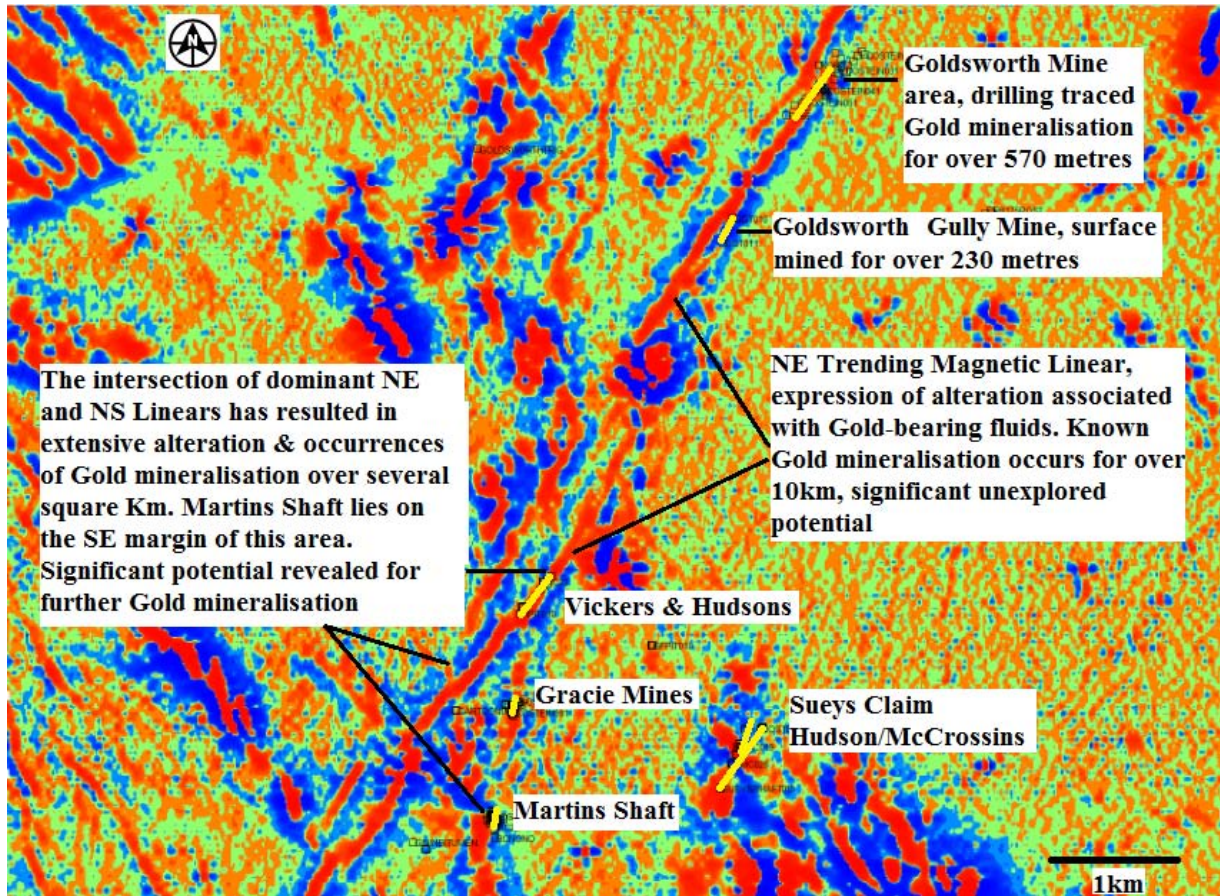 N
Goldsworth Mine
area, drilling traced
Gold mineralisation
for over 570 metres
Goldsworth Gully Mine, surface
mined for over 230 metres
NE Trending Magnetic Linear,
expression of alteration associated
with Gold-bearing fluids. Known
Gold mineralisation occurs for over
10km, significant unexplored
potential
The intersection of dominant NE
and NS Linears has resulted in
extensive alteration & occurrences
of Gold mineralisation over several
square Km. Martins Shaft lies on
the SE margin of this area.
Significant potential revealed for
further Gold mineralisation
Vickers & Hudsons
Gracie Mines
Sueys Claim
Hudson/McCrossins
Martins Shaft
1km